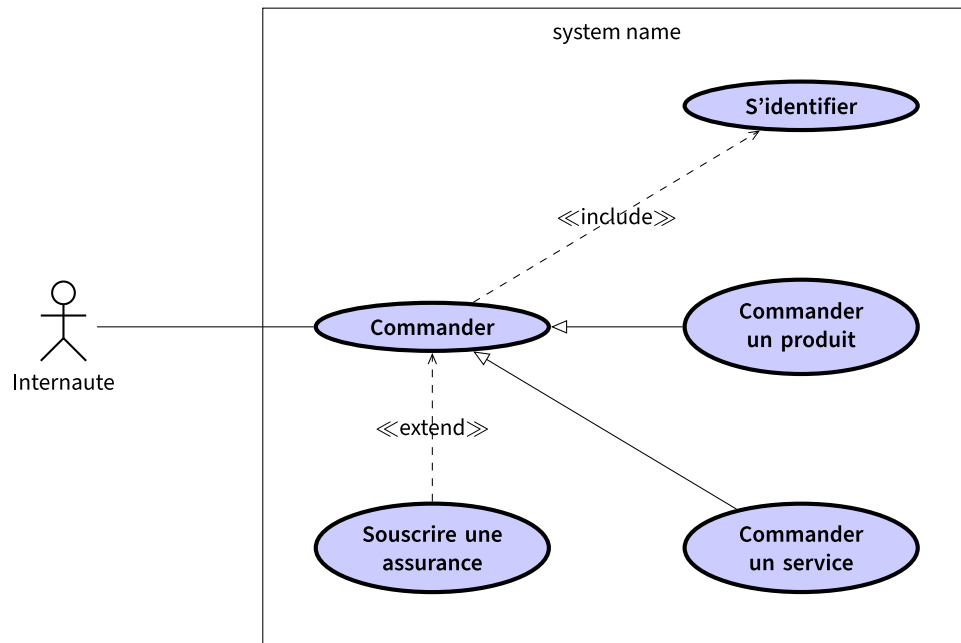 system name
S’identifier
≪include≫
Commander
Commander
un produit
Internaute
≪extend≫
Souscrire une
assurance
Commander
un service